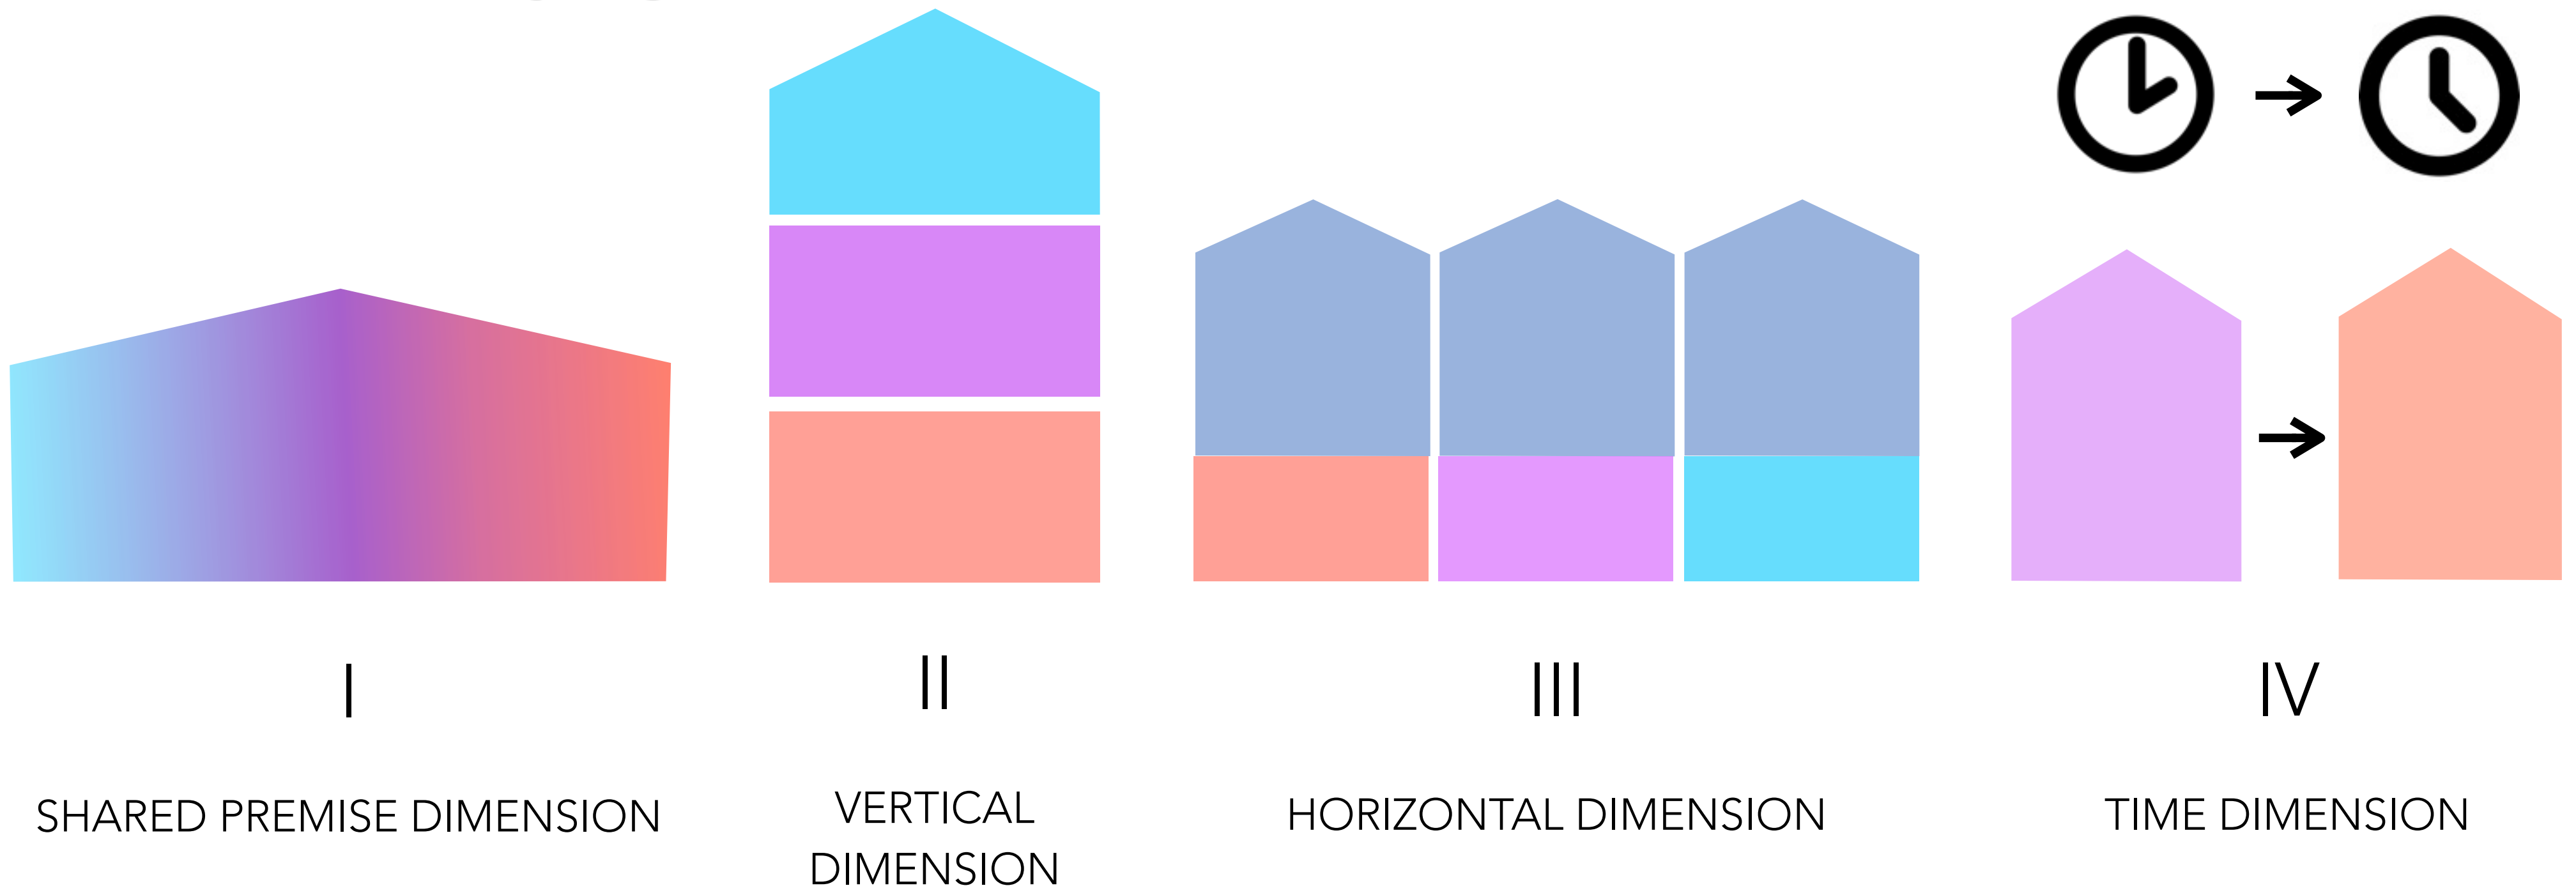 I
II
III
IV
SHARED PREMISE DIMENSION
VERTICAL
DIMENSION
HORIZONTAL DIMENSION
TIME DIMENSION